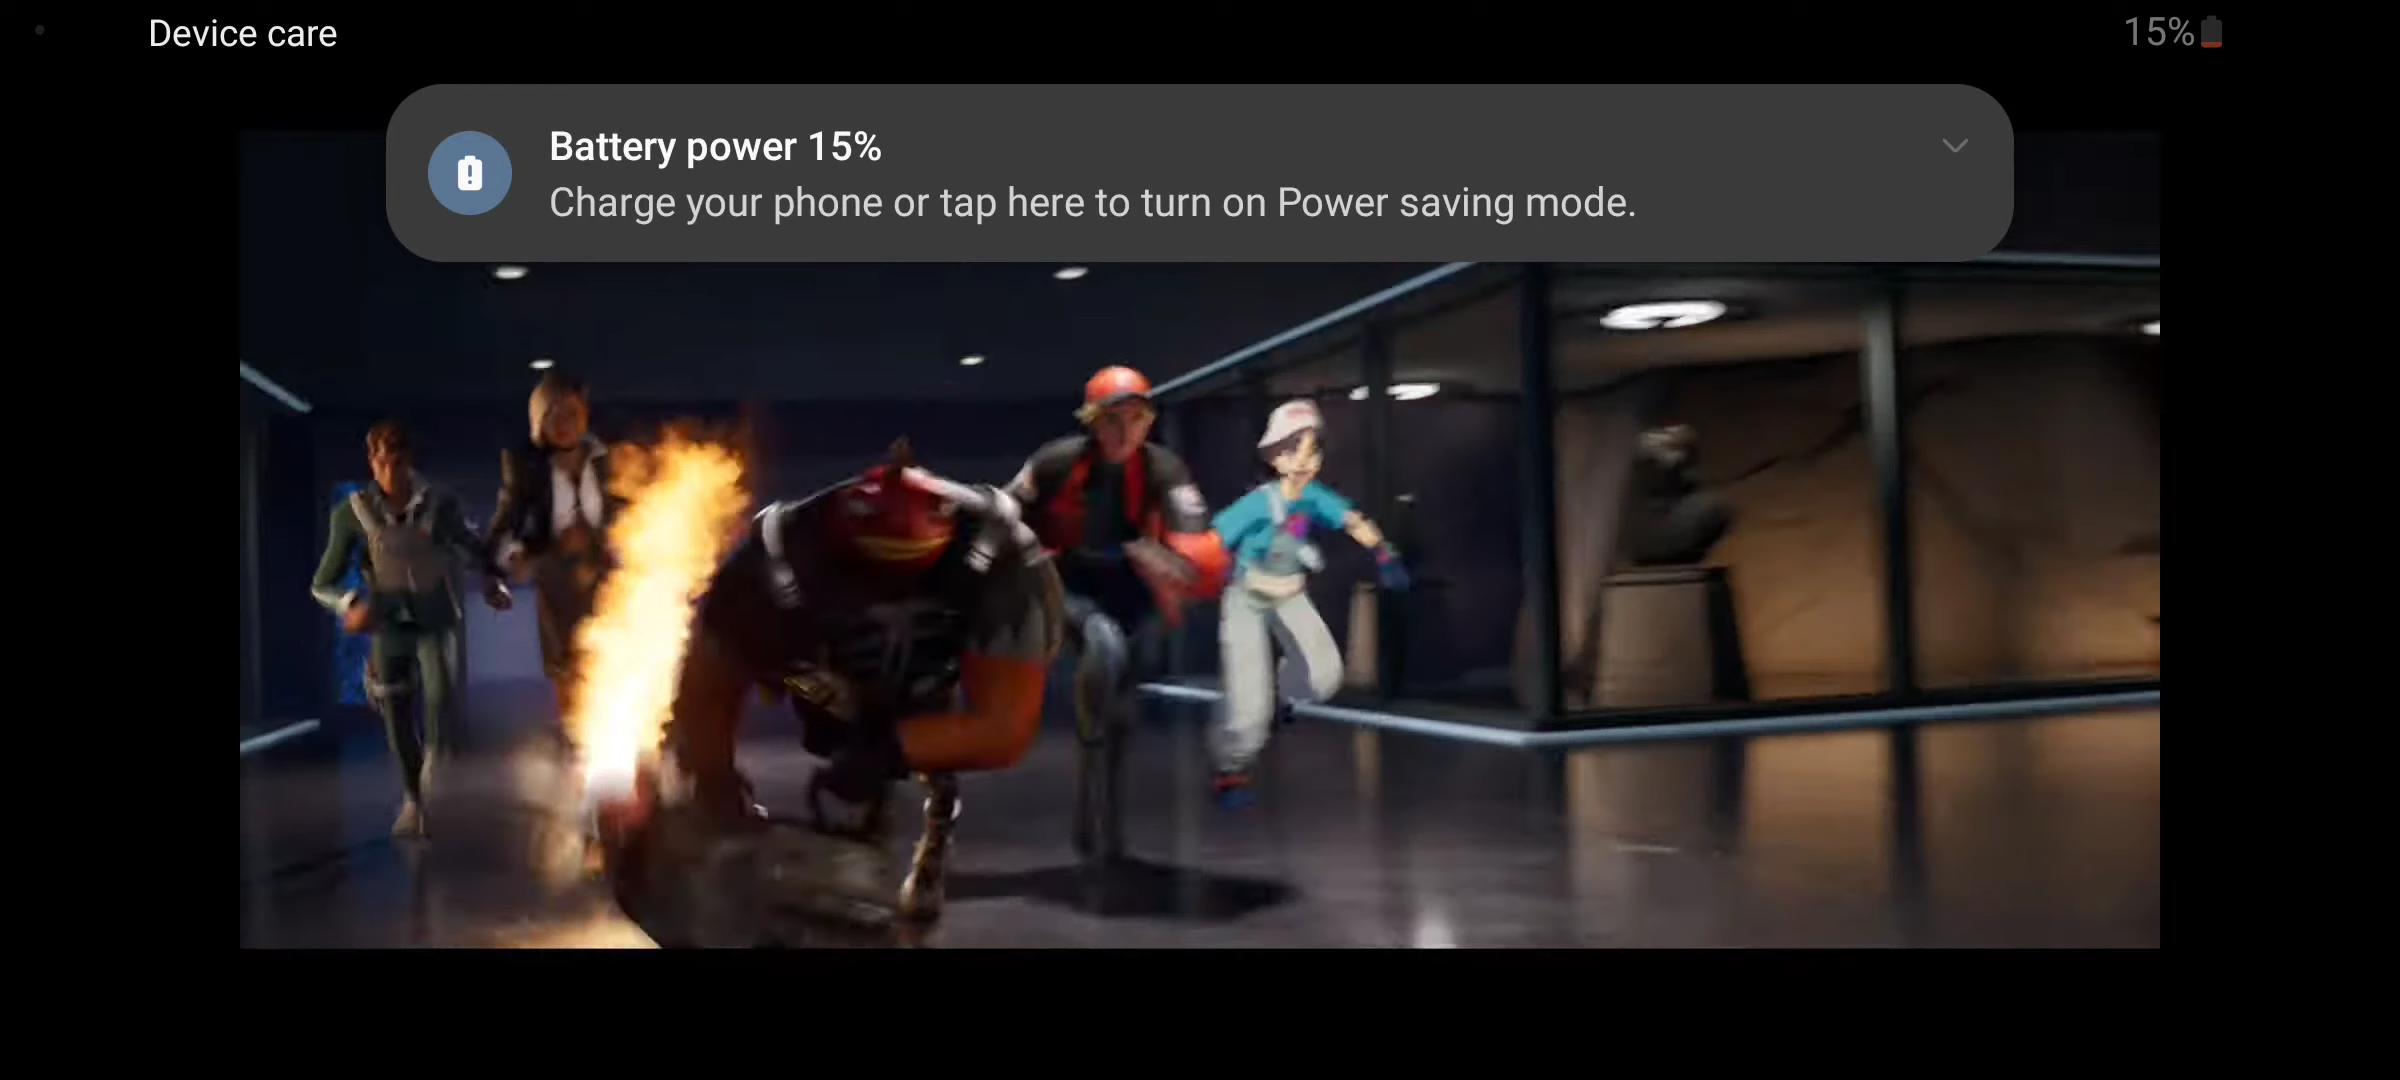 Device care
15%
Battery power 15%
Charge your phone or tap here to turn on Power saving mode.